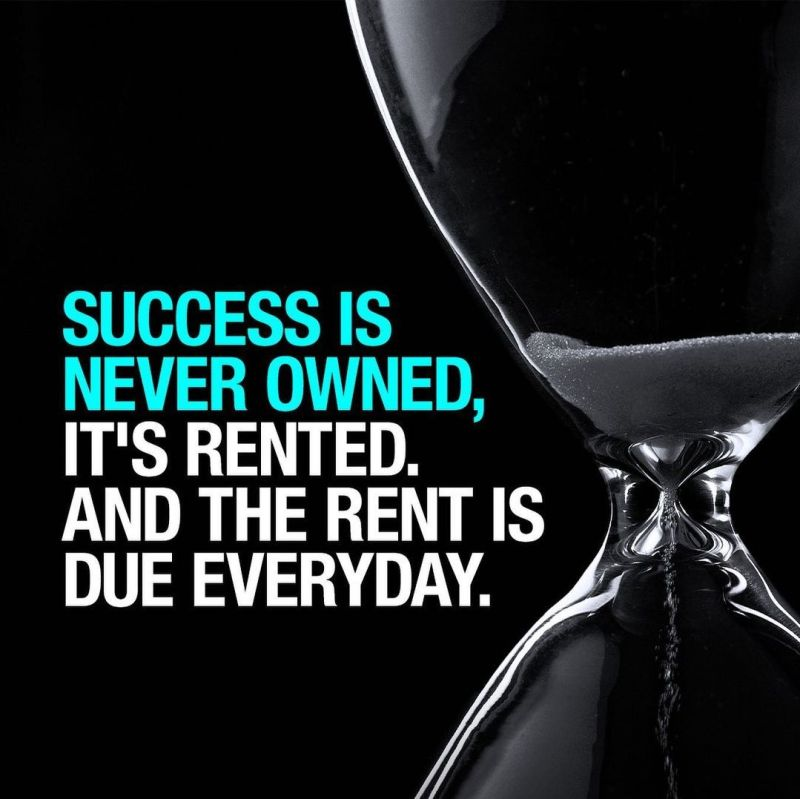 SUCCESS IS
NEVER OWNED,
IT'S RENTED.
AND THE RENT IS
DUE EVERYDAY.